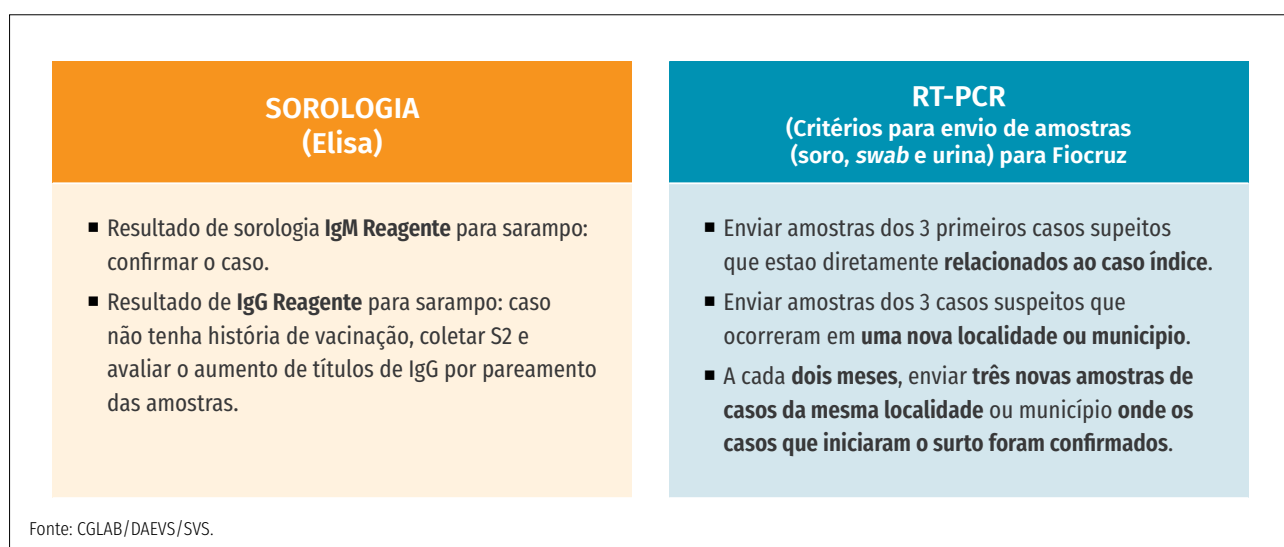 SOROLOGIA
(Elisa)
■ Resultado de sorologia IgM Reagente para sarampo:
confirmar o caso.
■ Resultado de IgG Reagente para sarampo: caso
não tenha história de vacinação, coletar S2 e
avaliar o aumento de títulos de IgG por pareamento
das amostras.
RT-PCR
(Critérios para envio de amostras
(soro, swab e urina) para Fiocruz
■ Enviar amostras dos 3 primeiros casos supeitos
que estao diretamente relacionados ao caso índice.
■ Enviar amostras dos 3 casos suspeitos que
ocorreram em uma nova localidade ou municipio.
■ A cada dois meses, enviar três novas amostras de
casos da mesma localidade ou município onde os
casos que iniciaram o surto foram confirmados.
Fonte: CGLAB/DAEVS/SVS.